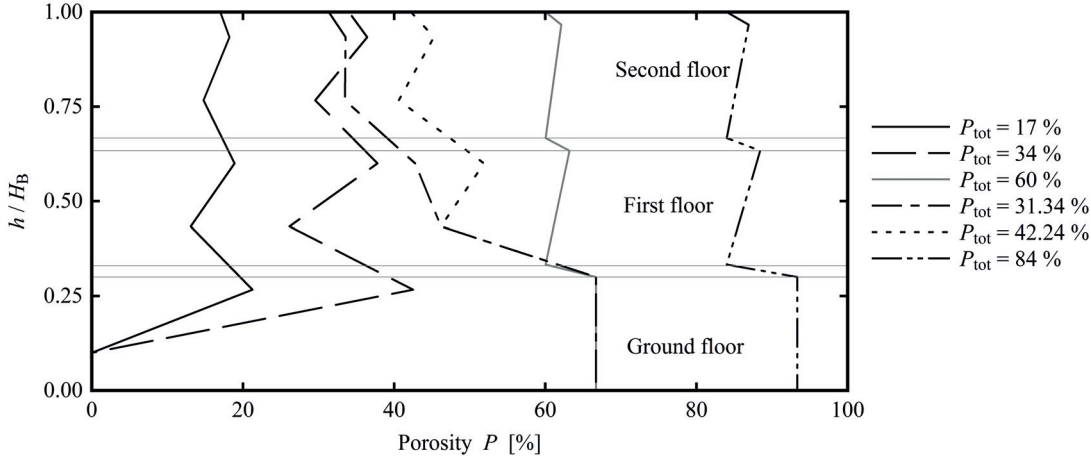 1.00
0.75
0.50
0.25
0.00
h / H_B
0
20
40
60
80
100
Porosity P [%]
Second floor
First floor
Ground floor
P_tot = 17 %
P_tot = 34 %
P_tot = 60 %
P_tot = 31.34 %
P_tot = 42.24 %
P_tot = 84 %